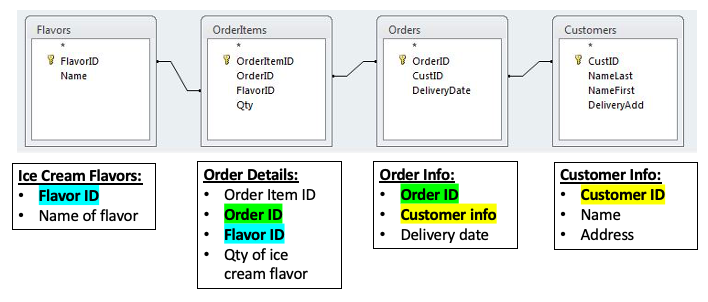 Flavors
*
FlavorID
Name
OrderItems
*
OrderItemID
OrderID
FlavorID
Qty
Orders
*
OrderID
CustID
DeliveryDate
Customers
*
CustID
NameLast
NameFirst
DeliveryAdd
Ice Cream Flavors:
• Flavor ID
• Name of flavor
Order Details:
• Order Item ID
• Order ID
• Flavor ID
• Qty of ice
cream flavor
Order Info:
• Order ID
• Customer info
• Delivery date
Customer Info:
• Customer ID
• Name
• Address